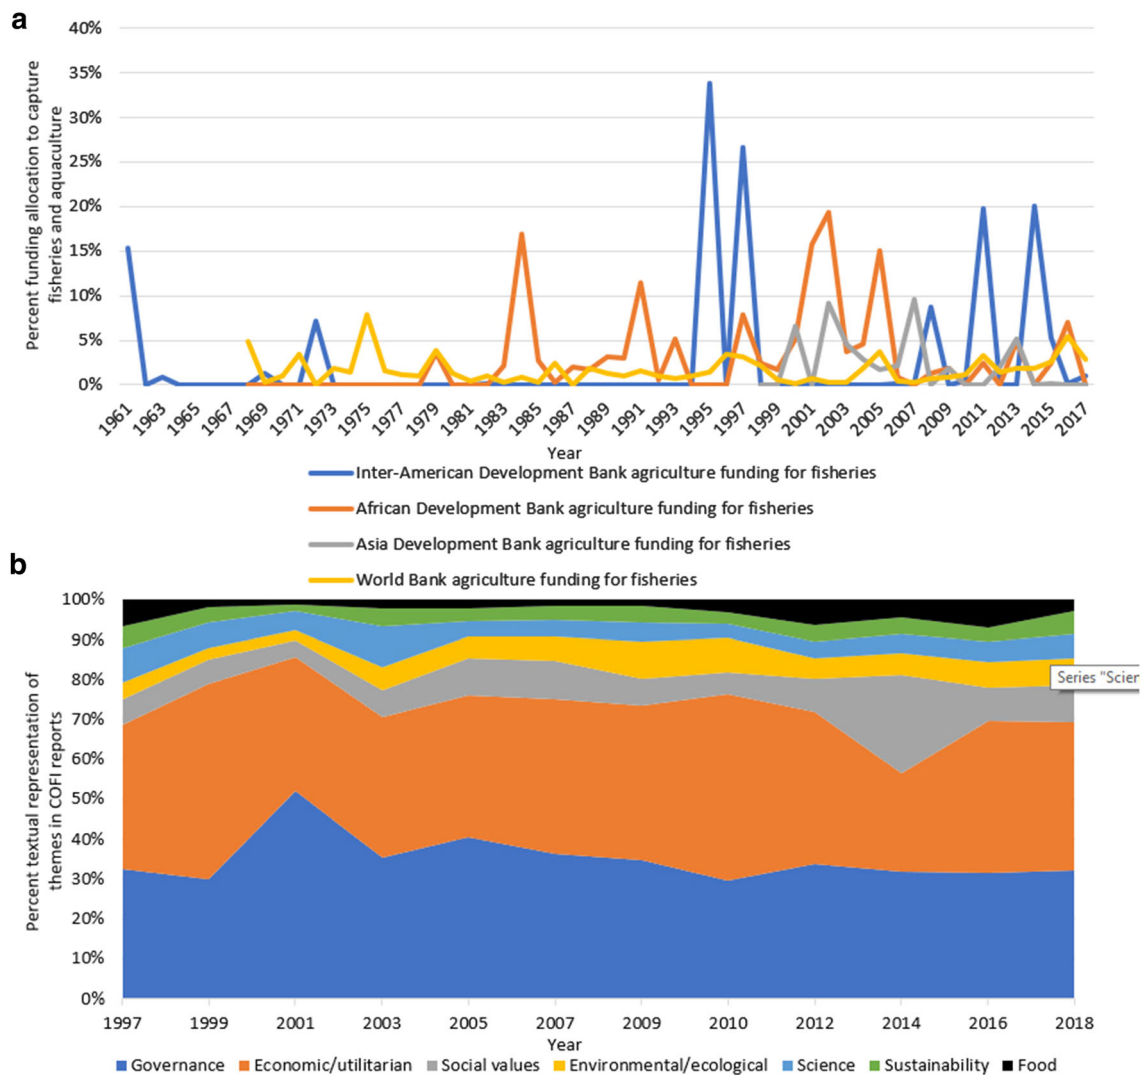 a
Percent funding allocation to capture
fisheries and aquaculture
40%
35%
30%
25%
20%
15%
10%
5%
0%
1961 1963 1965 1967 1969 1971 1973 1975 1977 1979 1981 1983 1985 1987 1989 1991 1993 1995 1997 1999 2001 2003 2005 2007 2009 2011 2013 2015 2017
Year
Inter-American Development Bank agriculture funding for fisheries
African Development Bank agriculture funding for fisheries
Asia Development Bank agriculture funding for fisheries
World Bank agriculture funding for fisheries
b
Percent textual representation of
themes in COFI reports
100%
90%
80%
70%
60%
50%
40%
30%
20%
10%
0%
Series "Scier
1997 1999 2001 2003 2005 2007 2009 2010 2012 2014 2016 2018
Year
Governance Economic/utilitarian Social values Environmental/ecological Science Sustainability Food